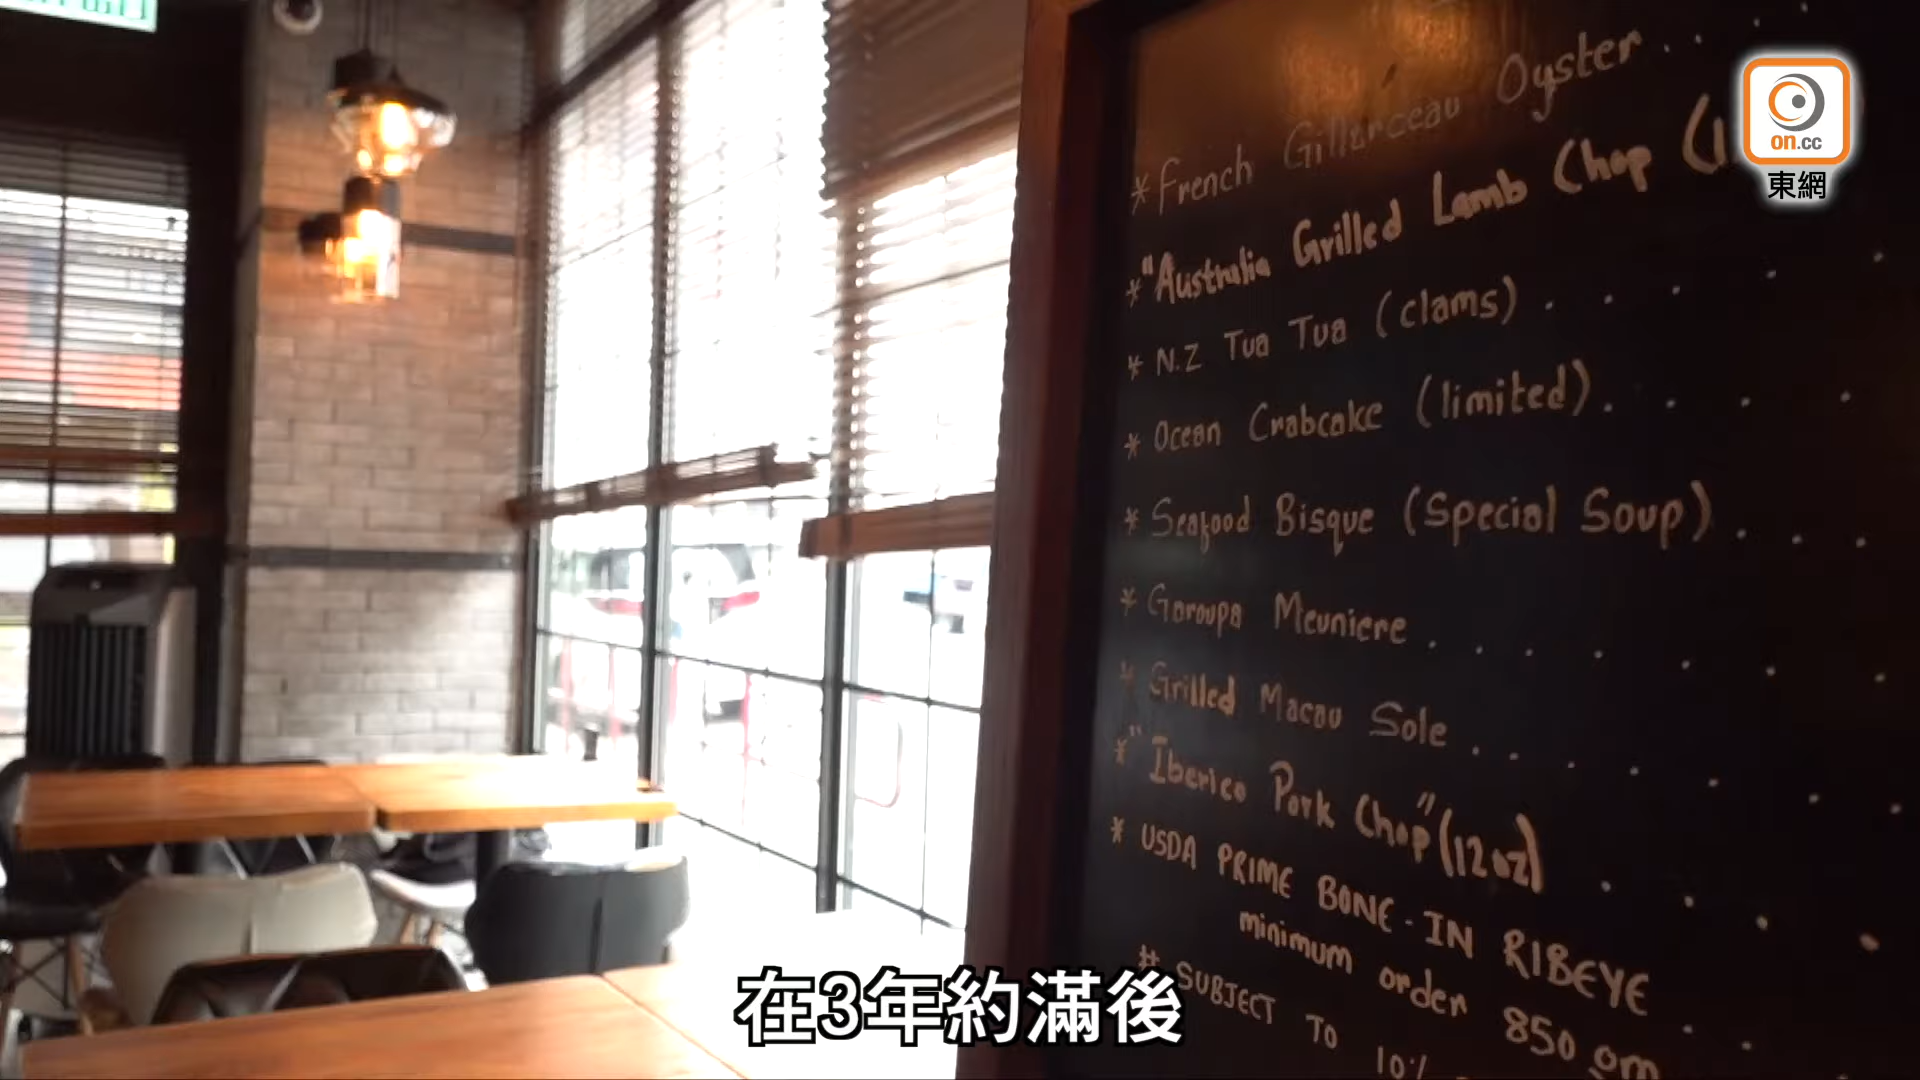 * French Gillardeau Oyster . . .
* "Australia Grilled Lamb Chop (1
* N.Z Tua Tua (clams) . . . . .
* Ocean Crabcake (limited) . . . .
* Seafood Bisque (Special Soup) . . .
* Garoupa Meuniere . . . . . . .
* Grilled Macau Sole . . . . . . .
* "Iberico Pork Chop" (12oz) . . . .
* USDA PRIME BONE-IN RIBEYE
minimum order 850 gm
# SUBJECT TO 10%
on.cc
東網
在3年約滿後